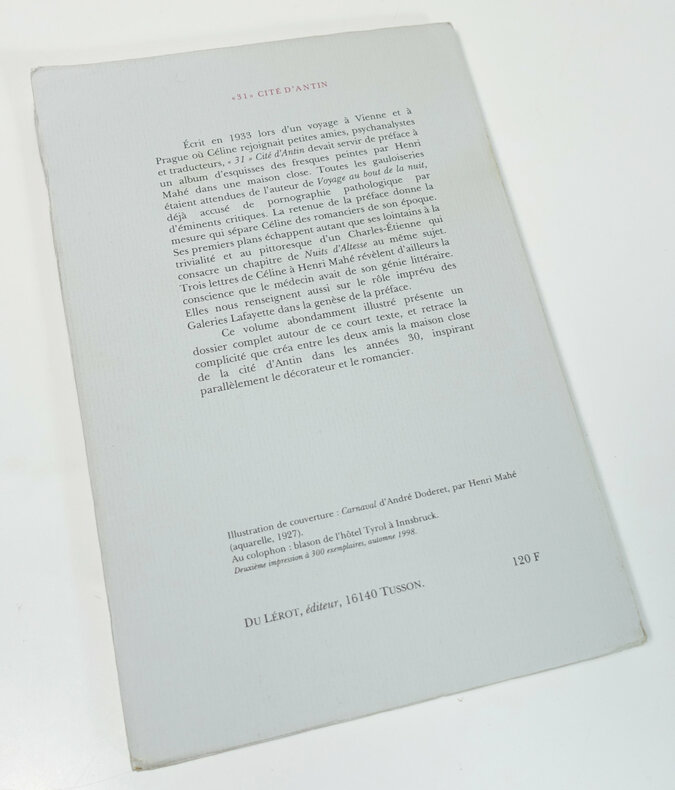 «31» CITÉ D'ANTIN
Écrit en 1933 lors d'un voyage à Vienne et à
Prague où Céline rejoignait petites amies, psychanalystes
et traducteurs, « 31 » Cité d'Antin devait servir de préface à
un album d'esquisses des fresques peintes par Henri
Mahé dans une maison close. Toutes les gauloiseries
étaient attendues de l'auteur de Voyage au bout de la nuit,
déjà accusé de pornographie pathologique par
d'éminents critiques. La retenue de la préface donne la
mesure qui sépare Céline des romanciers de son époque.
Ses premiers plans échappent autant que ses lointains à la
trivialité et au pittoresque d'un Charles-Étienne qui
consacre un chapitre de Nuits d'Altesse au même sujet.
Trois lettres de Céline à Henri Mahé révèlent d'ailleurs la
conscience que le médecin avait de son génie littéraire.
Elles nous renseignent aussi sur le rôle imprévu des
Galeries Lafayette dans la genèse de la préface.
Ce volume abondamment illustré présente un
dossier complet autour de ce court texte, et retrace la
complicité que créa entre les deux amis la maison close
de la cité d'Antin dans les années 30, inspirant
parallèlement le décorateur et le romancier.
Illustration de couverture : Carnaval d'André Doderet, par Henri Mahé
(aquarelle, 1927).
Au colophon : blason de l'hôtel Tyrol à Innsbruck.
Deuxième impression à 300 exemplaires, automne 1998.
120 F
DU LÉROT, éditeur, 16140 TUSSON.